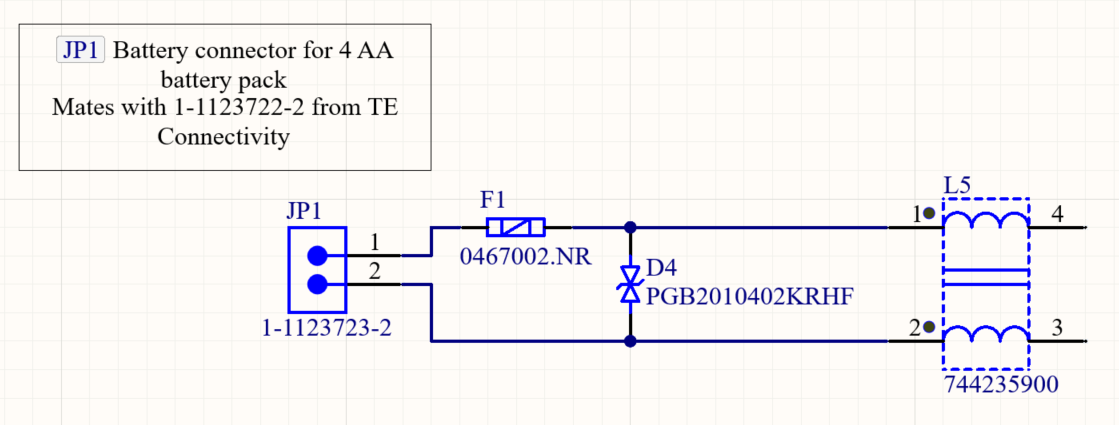 JP1 Battery connector for 4 AA
battery pack
Mates with 1-1123722-2 from TE
Connectivity
JP1
1
2
1-1123723-2
F1
0467002.NR
D4
PGB2010402KRHF
L5
1
4
2
3
744235900